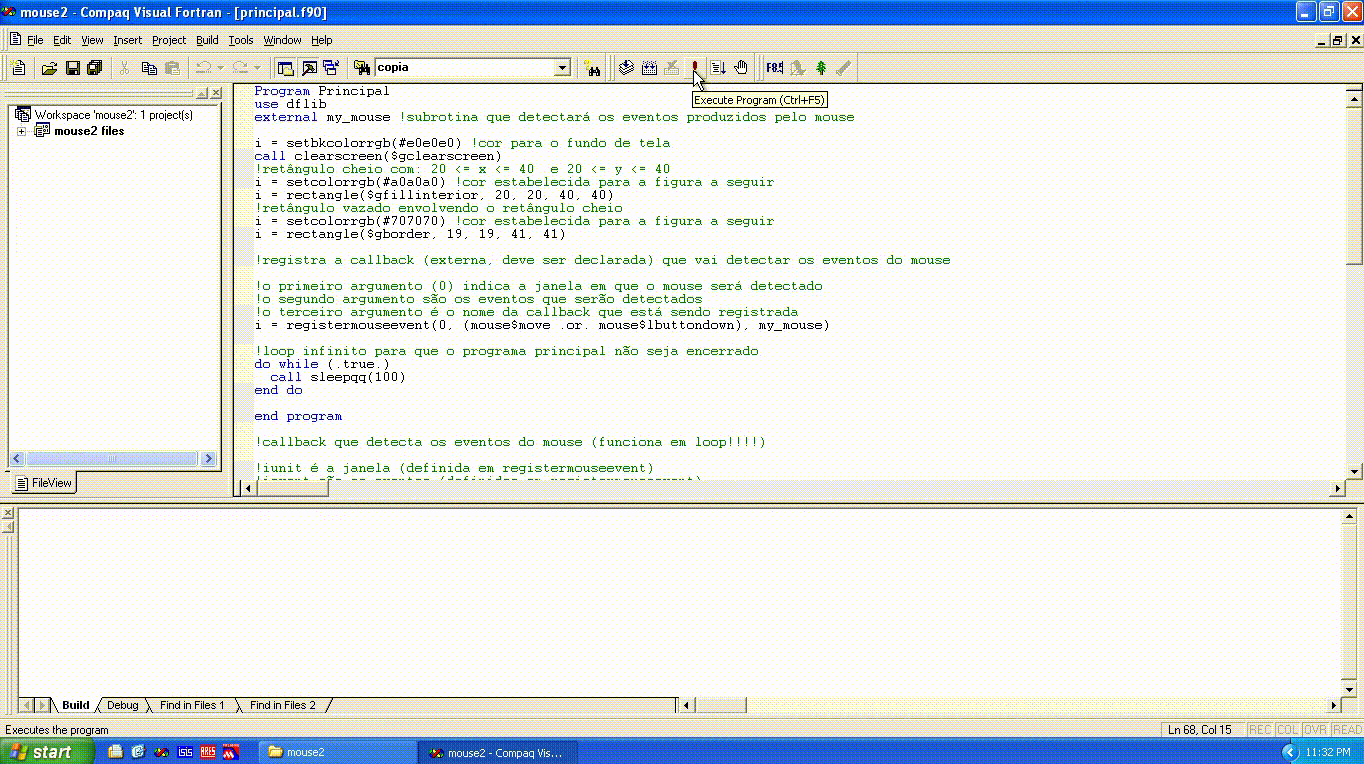 mouse2 - Compaq Visual Fortran - [principal.f90]
File Edit View Insert Project Build Tools Window Help
copia
Execute Program (Ctrl+F5)
Workspace 'mouse2': 1 project(s)
mouse2 files
FileView
Program Principal
use dflib
external my_mouse !subrotina que detectará os eventos produzidos pelo mouse
i = setbkcolorrgb(#e0e0e0) !cor para o fundo de tela
call clearscreen($gclearscreen)
!retângulo cheio com: 20 <= x <= 40  e 20 <= y <= 40
i = setcolorrgb(#a0a0a0) !cor estabelecida para a figura a seguir
i = rectangle($gfillinterior, 20, 20, 40, 40)
!retângulo vazado envolvendo o retângulo cheio
i = setcolorrgb(#707070) !cor estabelecida para a figura a seguir
i = rectangle($gborder, 19, 19, 41, 41)
!registra a callback (externa, deve ser declarada) que vai detectar os eventos do mouse
!o primeiro argumento (0) indica a janela em que o mouse será detectado
!o segundo argumento são os eventos que serão detectados
!o terceiro argumento é o nome da callback que está sendo registrada
i = registermouseevent(0, (mouse$move .or. mouse$lbuttondown), my_mouse)
!loop infinito para que o programa principal não seja encerrado
do while (.true.)
call sleepqq(100)
end do
end program
!callback que detecta os eventos do mouse (funciona em loop!!!!)
!iunit é a janela (definida em registermouseevent)
Build Debug Find in Files 1 Find in Files 2
Executes the program
Ln 68, Col 15 REC COL OVR READ
start
mouse2
mouse2 - Compaq Vis...
11:32 PM